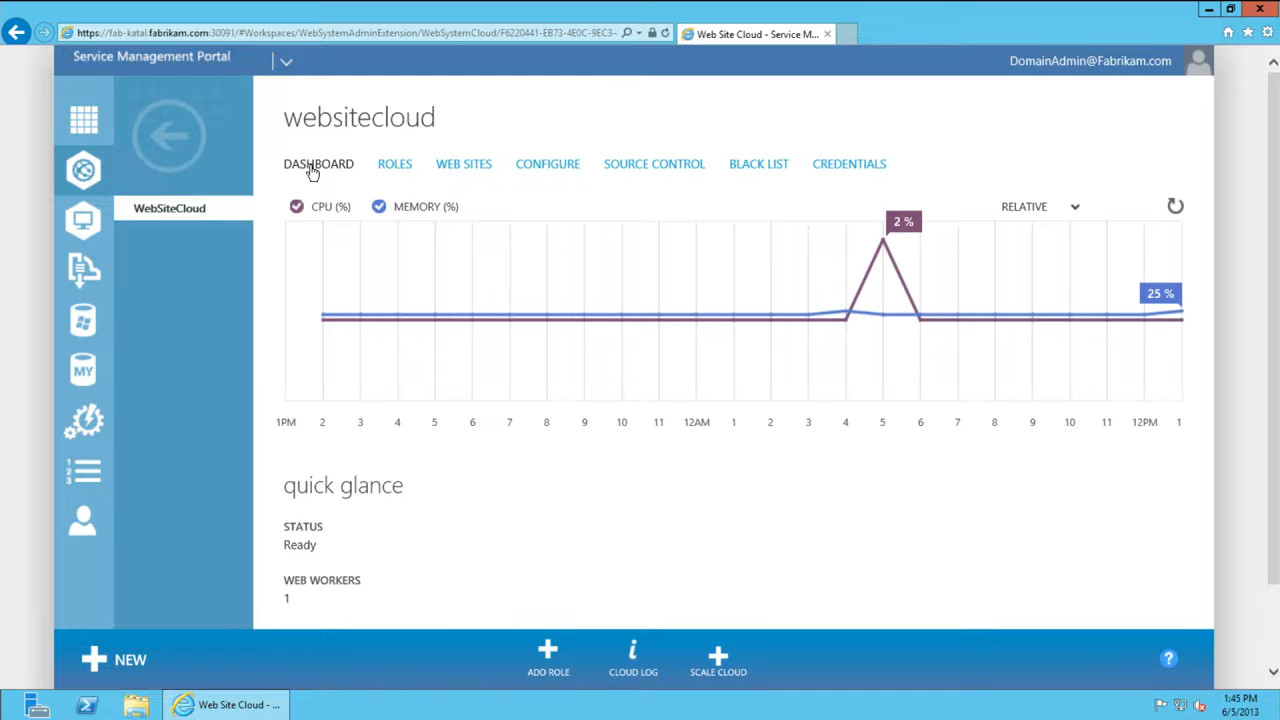 https://fab-katal.fabrikam.com:30091/#Workspaces/WebSystemAdminExtension/WebSystemCloud/F6220441-EB73-4E0C-9EC3-
Web Site Cloud - Service M...
Service Management Portal
DomainAdmin@Fabrikam.com
websitecloud
DASHBOARD ROLES WEB SITES CONFIGURE SOURCE CONTROL BLACK LIST CREDENTIALS
WebSiteCloud
CPU (%) MEMORY (%) RELATIVE
2 %
25 %
MY
1PM 2 3 4 5 6 7 8 9 10 11 12AM 1 2 3 4 5 6 7 8 9 10 11 12PM 1
1
2
3
quick glance
STATUS
Ready
WEB WORKERS
1
NEW
ADD ROLE CLOUD LOG SCALE CLOUD
?
Web Site Cloud - ...
1:45 PM
6/5/2013